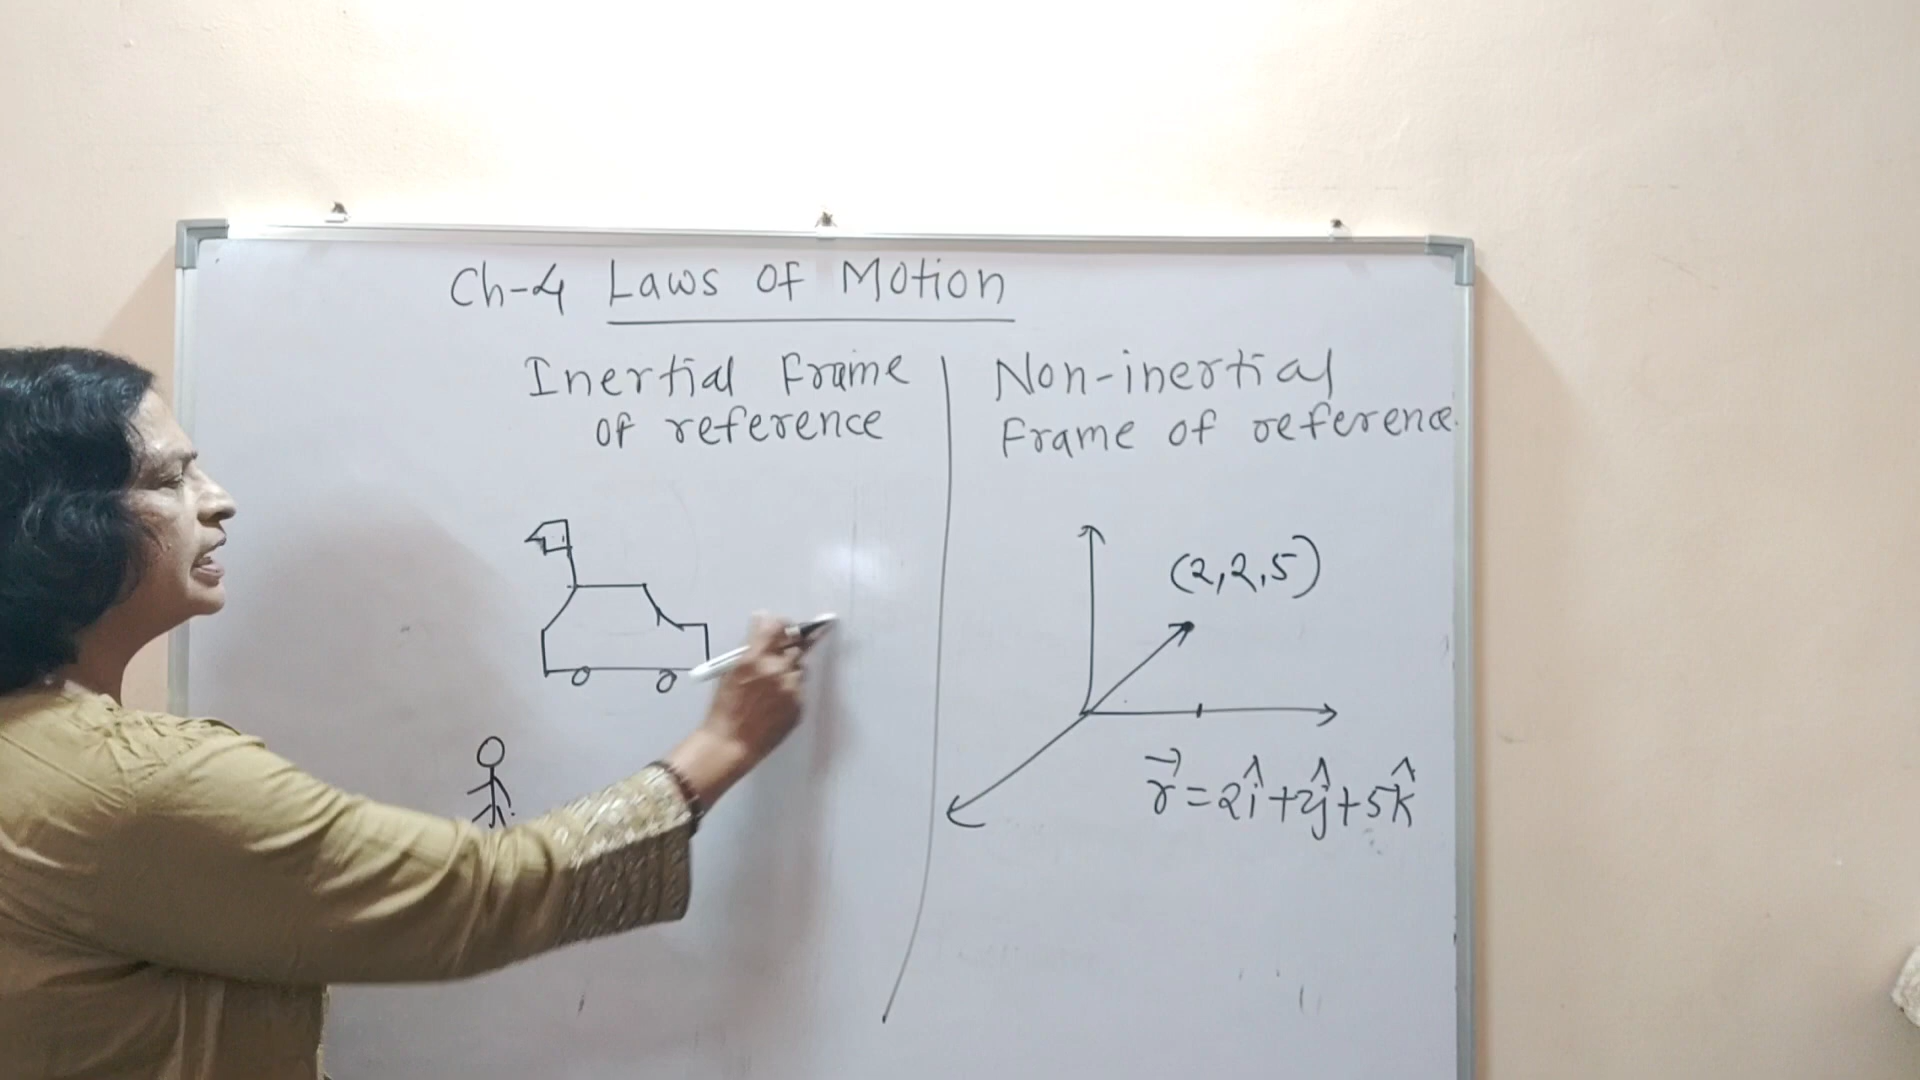 Ch-4 Laws of Motion
Inertial Frame
of reference
Non-inertial
Frame of reference.
(2,2,5)
r⃗ = 2î + 2ĵ + 5k̂